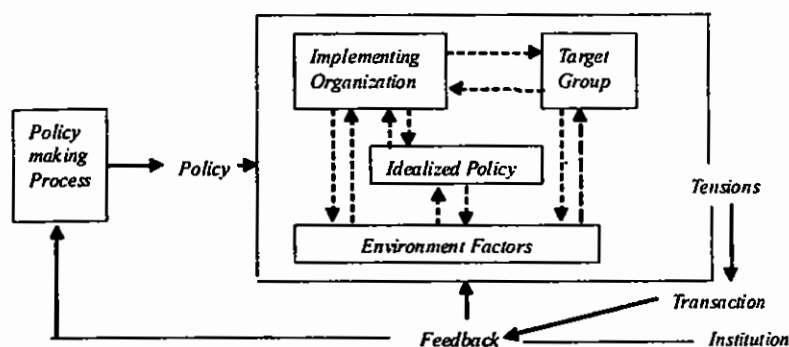 Implementing
Organization
Target
Group
Policy
making
Process
Policy
Idealized Policy
Tensions
Environment Factors
Transaction
Feedback
Institution